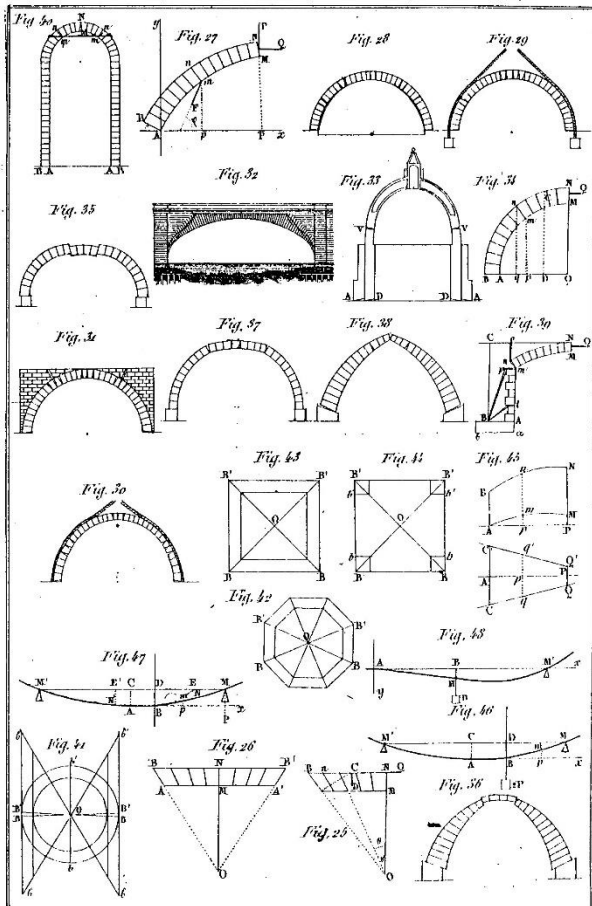 Fig. 40
N
n n
m m
B A A B
y
Fig. 27
T
N Q
M
n
m
B
A p P x
Fig. 28
Fig. 29
Fig. 35
Fig. 32
Fig. 33
V V
A D D A
Fig. 34
N Q
M
n
m
B A q p D O
Fig. 31
Fig. 37
Fig. 38
Fig. 39
C N
M
n
m
B A
a
Fig. 30
Fig. 43
B' B'
O
B B
Fig. 44
B' B'
b' b'
O
b b
B B
Fig. 45
N
n
B
m M
A p P
C q' Q'
A p P
C q Q
Fig. 42
B' B'
O
B B
Fig. 48
A B M' x
M
y n
Fig. 47
M' E' C D E M
N m N
A B p x
P
Fig. 46
M' C D M
m
A B p x
2P
Fig. 41
b' b'
B' O B'
B B
b b
Fig. 26
B N B'
A M A'
O
Fig. 25
B n C N Q
D m
O
Fig. 36